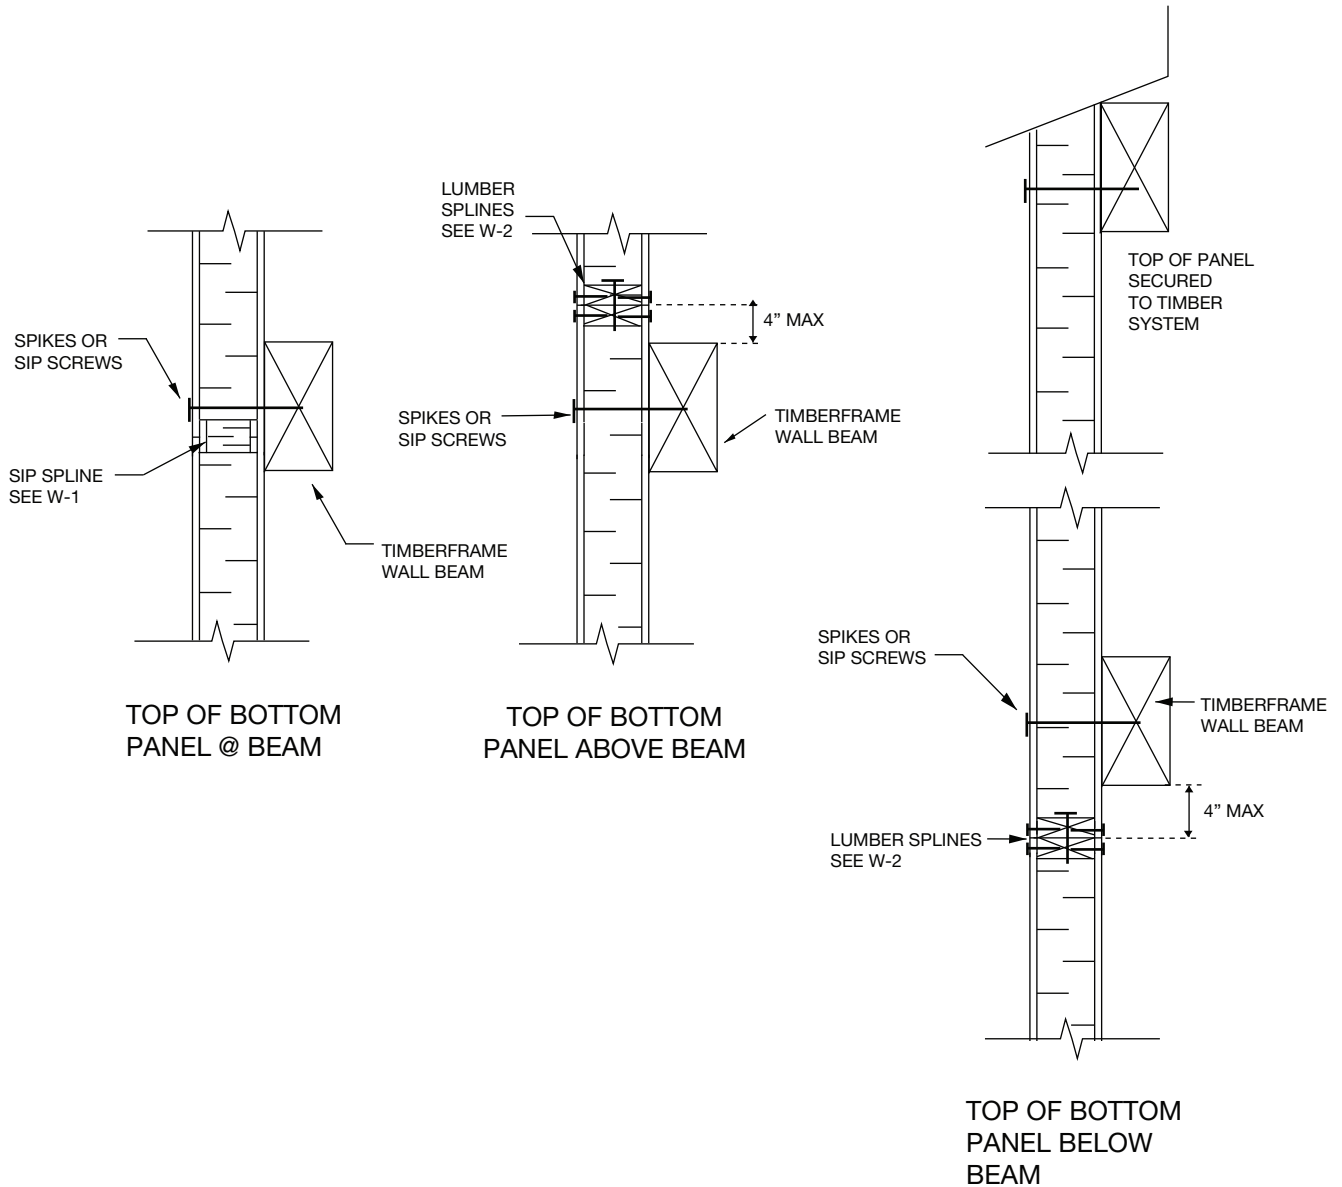 SPIKES OR
SIP SCREWS
SIP SPLINE
SEE W-1
TIMBERFRAME
WALL BEAM
TOP OF BOTTOM
PANEL @ BEAM
LUMBER
SPLINES
SEE W-2
4” MAX
SPIKES OR
SIP SCREWS
TIMBERFRAME
WALL BEAM
TOP OF BOTTOM
PANEL ABOVE BEAM
TOP OF PANEL
SECURED
TO TIMBER
SYSTEM
SPIKES OR
SIP SCREWS
TIMBERFRAME
WALL BEAM
4” MAX
LUMBER SPLINES
SEE W-2
TOP OF BOTTOM
PANEL BELOW
BEAM